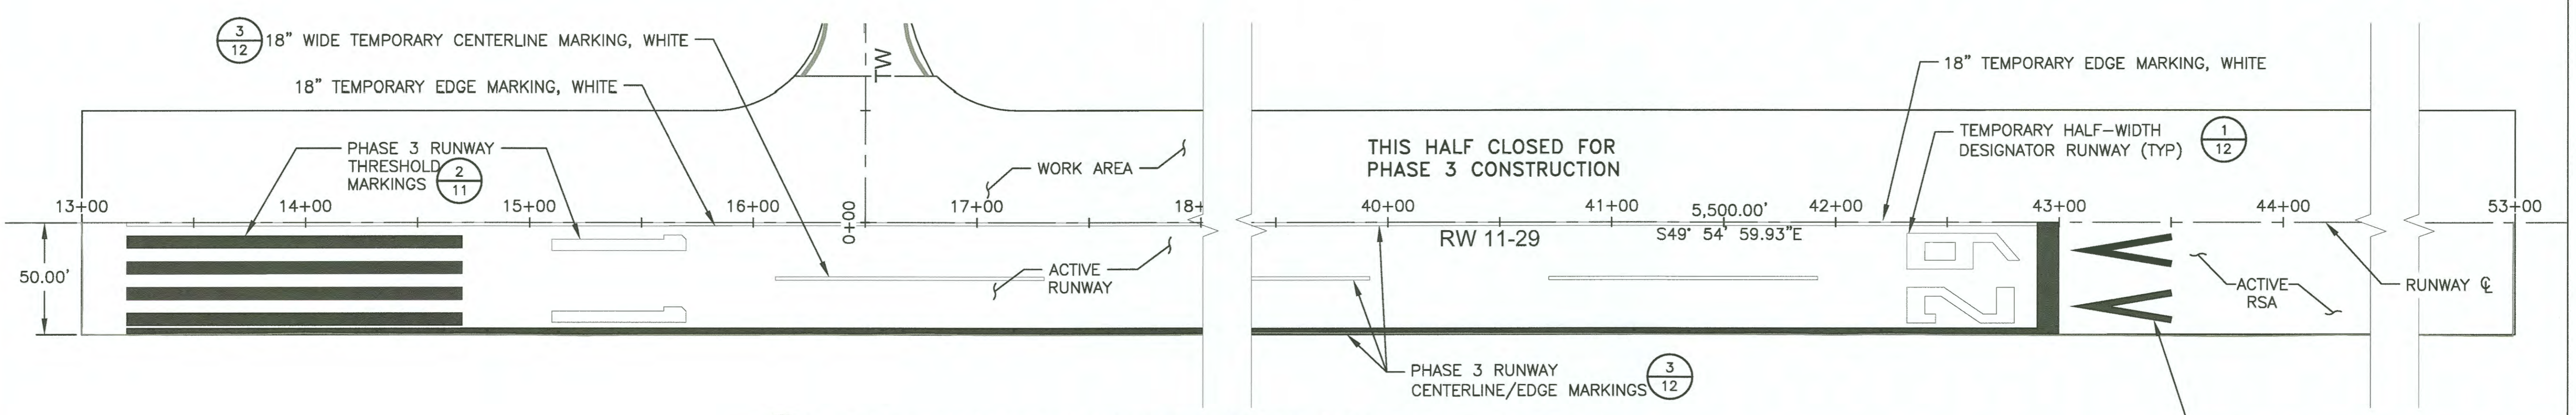 3
12
18" WIDE TEMPORARY CENTERLINE MARKING, WHITE
18" TEMPORARY EDGE MARKING, WHITE
TW
18" TEMPORARY EDGE MARKING, WHITE
PHASE 3 RUNWAY
THRESHOLD
MARKINGS
2
11
WORK AREA
THIS HALF CLOSED FOR
PHASE 3 CONSTRUCTION
TEMPORARY HALF-WIDTH
DESIGNATOR RUNWAY (TYP)
1
12
13+00
14+00
15+00
16+00
0+00
17+00
18+
40+00
41+00
5,500.00'
42+00
43+00
44+00
53+00
RW 11-29
S49° 54' 59.93"E
50.00'
1
1
ACTIVE
RUNWAY
29
ACTIVE
RSA
RUNWAY ℄
PHASE 3 RUNWAY
CENTERLINE/EDGE MARKINGS
3
12